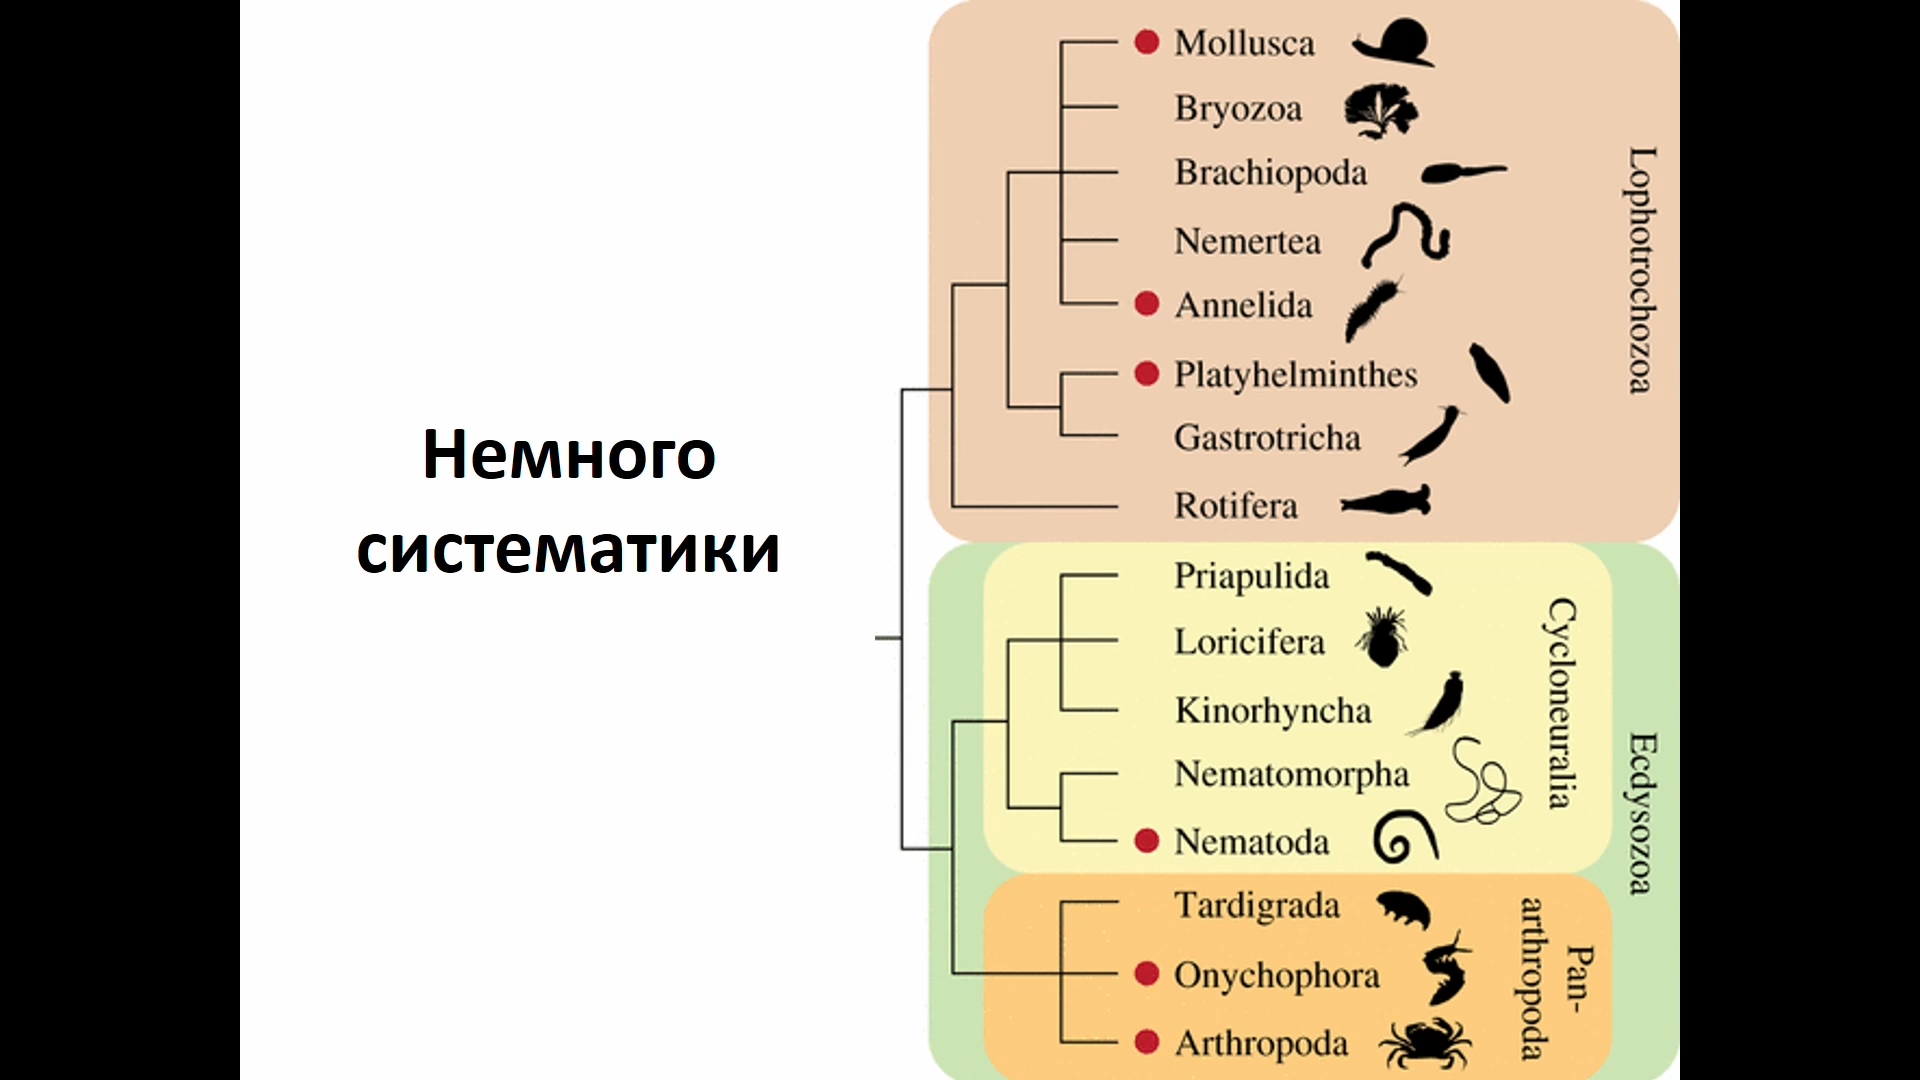 Немного
систематики
Mollusca
Bryozoa
Brachiopoda
Nemertea
Annelida
Platyhelminthes
Gastrotricha
Rotifera
Lophotrochozoa
Priapulida
Loricifera
Kinorhyncha
Nematomorpha
Nematoda
Cycloneuralia
Ecdysozoa
Tardigrada
Onychophora
Arthropoda
Pan-
arthropoda